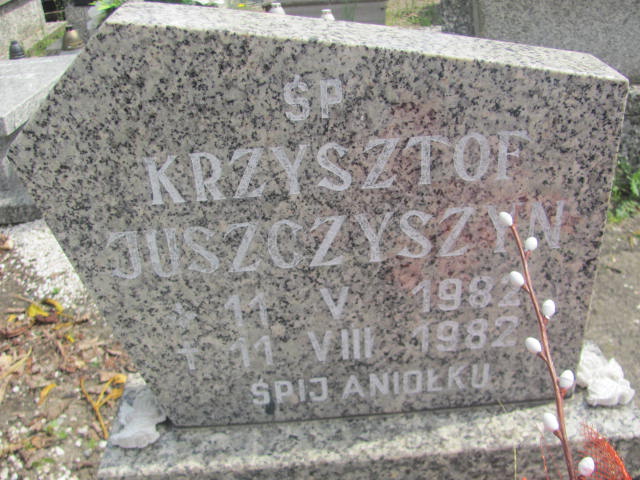 ŚP
KRZYSZTOF
JUSZCZYSZYN
* 11 V 1982
✝ 11 VIII 1982
ŚPIJ ANIOŁKU